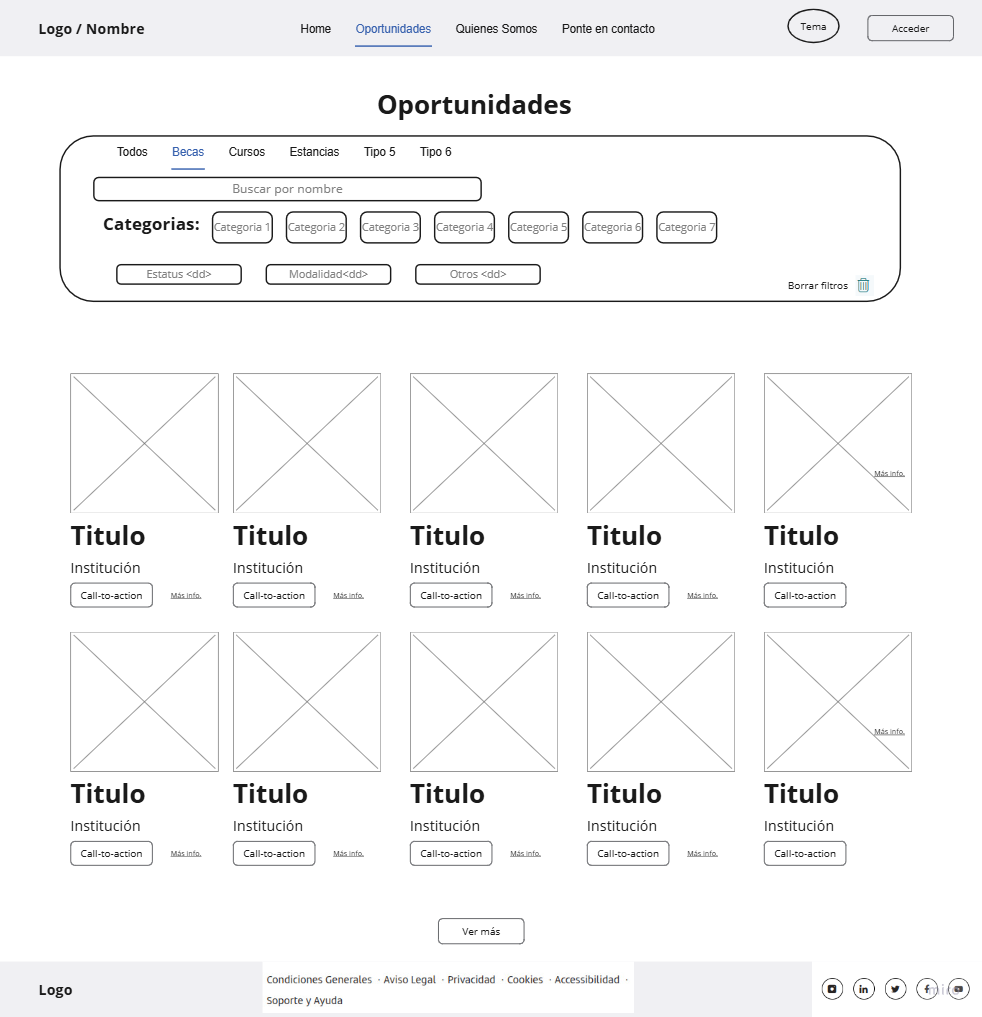 Logo / Nombre Home Oportunidades Quienes Somos Ponte en contacto Tema Acceder
Oportunidades
Todos Becas Cursos Estancias Tipo 5 Tipo 6
Buscar por nombre
Categorias: Categoria 1 Categoria 2 Categoria 3 Categoria 4 Categoria 5 Categoria 6 Categoria 7
Estatus <dd> Modalidad<dd> Otros <dd>
Borrar filtros
Más info.
Titulo Titulo Titulo Titulo Titulo
Institución Institución Institución Institución Institución
Call-to-action Más info. Call-to-action Más info. Call-to-action Más info. Call-to-action Más info. Call-to-action
Más info.
Titulo Titulo Titulo Titulo Titulo
Institución Institución Institución Institución Institución
Call-to-action Más info. Call-to-action Más info. Call-to-action Más info. Call-to-action Más info. Call-to-action
Ver más
Condiciones Generales · Aviso Legal · Privacidad · Cookies · Accessibilidad ·
Logo in miro
Soporte y Ayuda